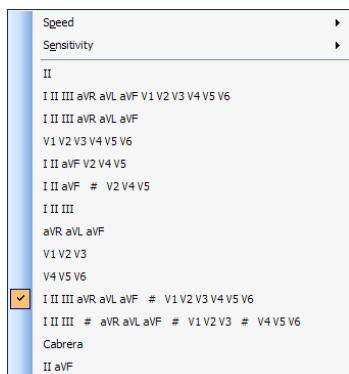 Speed
Sensitivity
II
I II III aVR aVL aVF V1 V2 V3 V4 V5 V6
I II III aVR aVL aVF
V1 V2 V3 V4 V5 V6
I II aVF V2 V4 V5
I II aVF # V2 V4 V5
I II III
aVR aVL aVF
V1 V2 V3
V4 V5 V6
I II III aVR aVL aVF # V1 V2 V3 V4 V5 V6
I II III # aVR aVL aVF # V1 V2 V3 # V4 V5 V6
Cabrera
II aVF